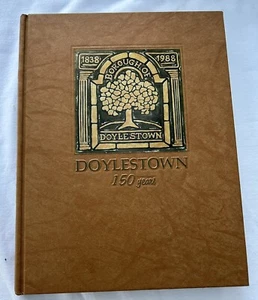 1838 1988
BOROUGH OF
DOYLESTOWN
DOYLESTOWN
150 years